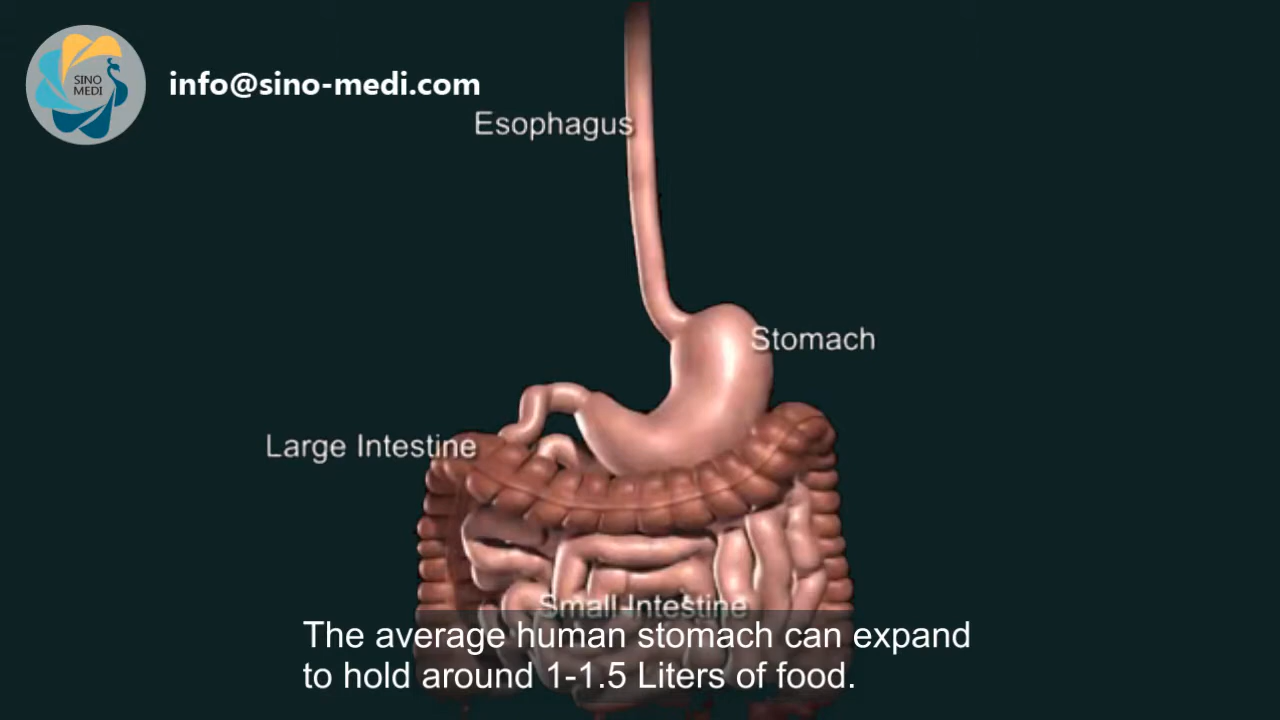 SINO
MEDI
info@sino-medi.com
Esophagus
Stomach
Large Intestine
Small Intestine
The average human stomach can expand
to hold around 1-1.5 Liters of food.